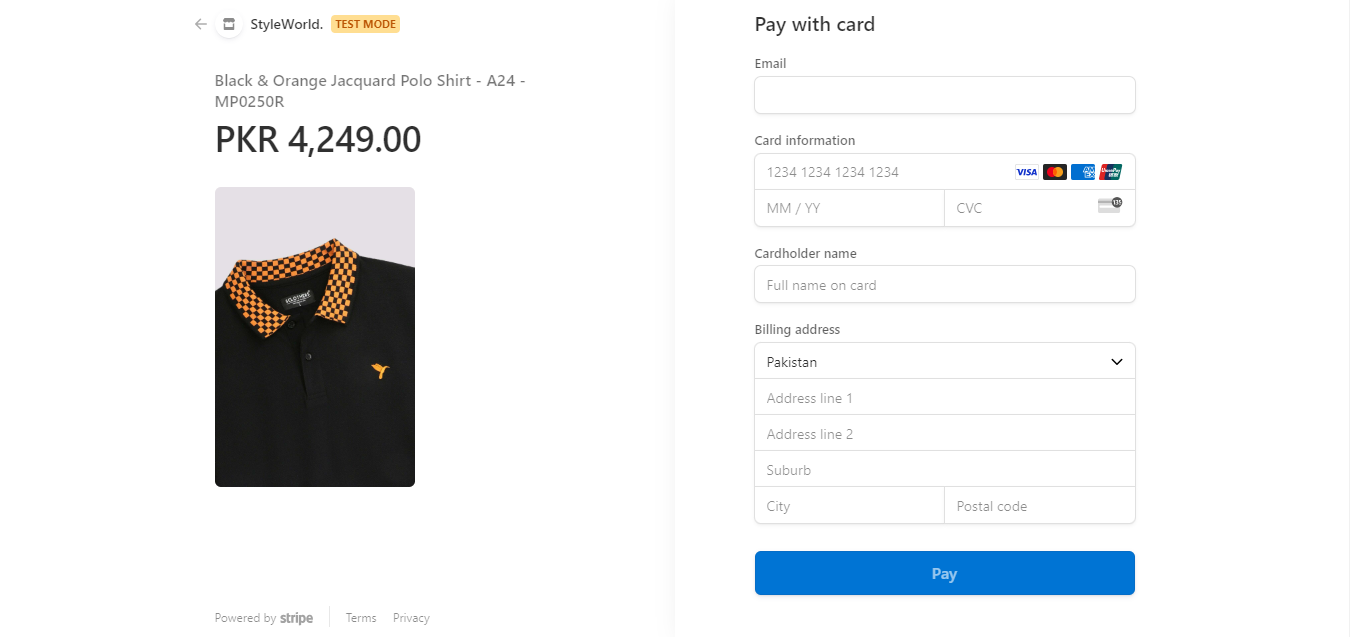 StyleWorld. TEST MODE
Black & Orange Jacquard Polo Shirt - A24 -
MP0250R
PKR 4,249.00
Powered by stripe Terms Privacy
Pay with card
Email
Card information
1234 1234 1234 1234 VISA
MM / YY CVC 135
Cardholder name
Full name on card
Billing address
Pakistan
Address line 1
Address line 2
Suburb
City Postal code
Pay